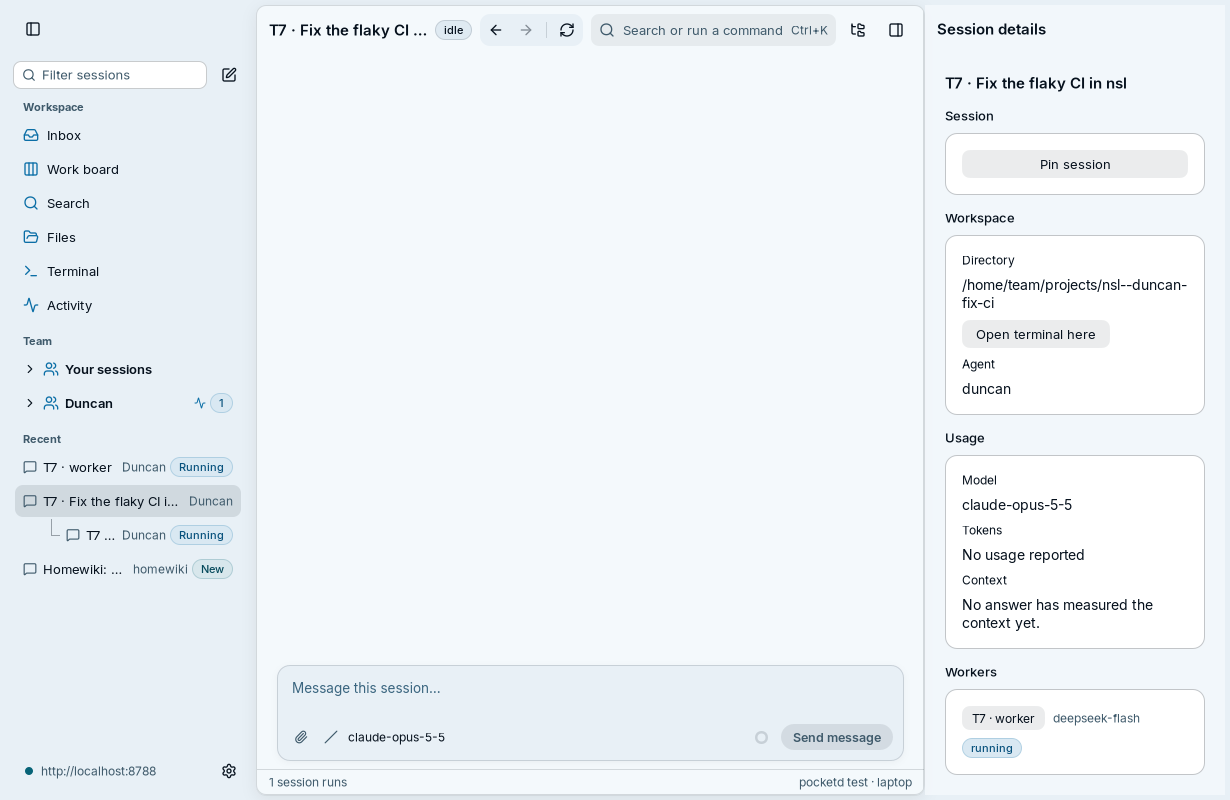 T7 · Fix the flaky CI ...
idle
Search or run a command
Ctrl+K
Session details
Filter sessions
Workspace
Inbox
Work board
Search
Files
Terminal
Activity
Team
Your sessions
Duncan
1
Recent
T7 · worker Duncan Running
T7 · Fix the flaky CI i... Duncan
T7 ... Duncan Running
Homewiki: ... homewiki New
http://localhost:8788
Message this session...
claude-opus-5-5
Send message
1 session runs
pocketd test · laptop
T7 · Fix the flaky CI in nsl
Session
Pin session
Workspace
Directory
/home/team/projects/nsl--duncan-
fix-ci
Open terminal here
Agent
duncan
Usage
Model
claude-opus-5-5
Tokens
No usage reported
Context
No answer has measured the
context yet.
Workers
T7 · worker deepseek-flash
running